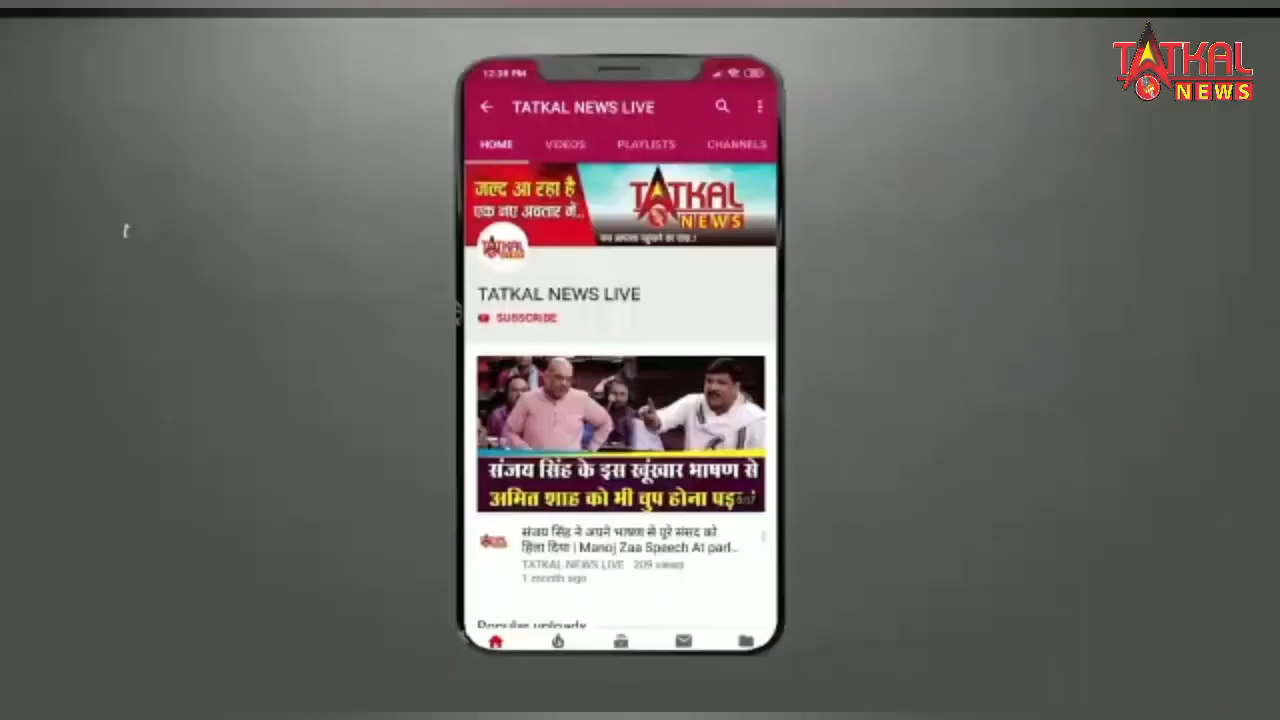 TATKAL
NEWS
12:38 PM
TATKAL NEWS LIVE
HOME VIDEOS PLAYLISTS CHANNELS
जल्द आ रहा है
एक नए अवतार में..
TATKAL
NEWS
t
TATKAL
TATKAL NEWS LIVE
SUBSCRIBE
संजय सिंह के इस खूंखार भाषण से
अमित शाह को भी चुप होना पड़
संजय सिंह ने अपने भाषण से पूरे संसद को
हिला दिया | Manoj Zaa Speech At parl...
TATKAL NEWS LIVE 209 views
1 month ago
Popular uploads